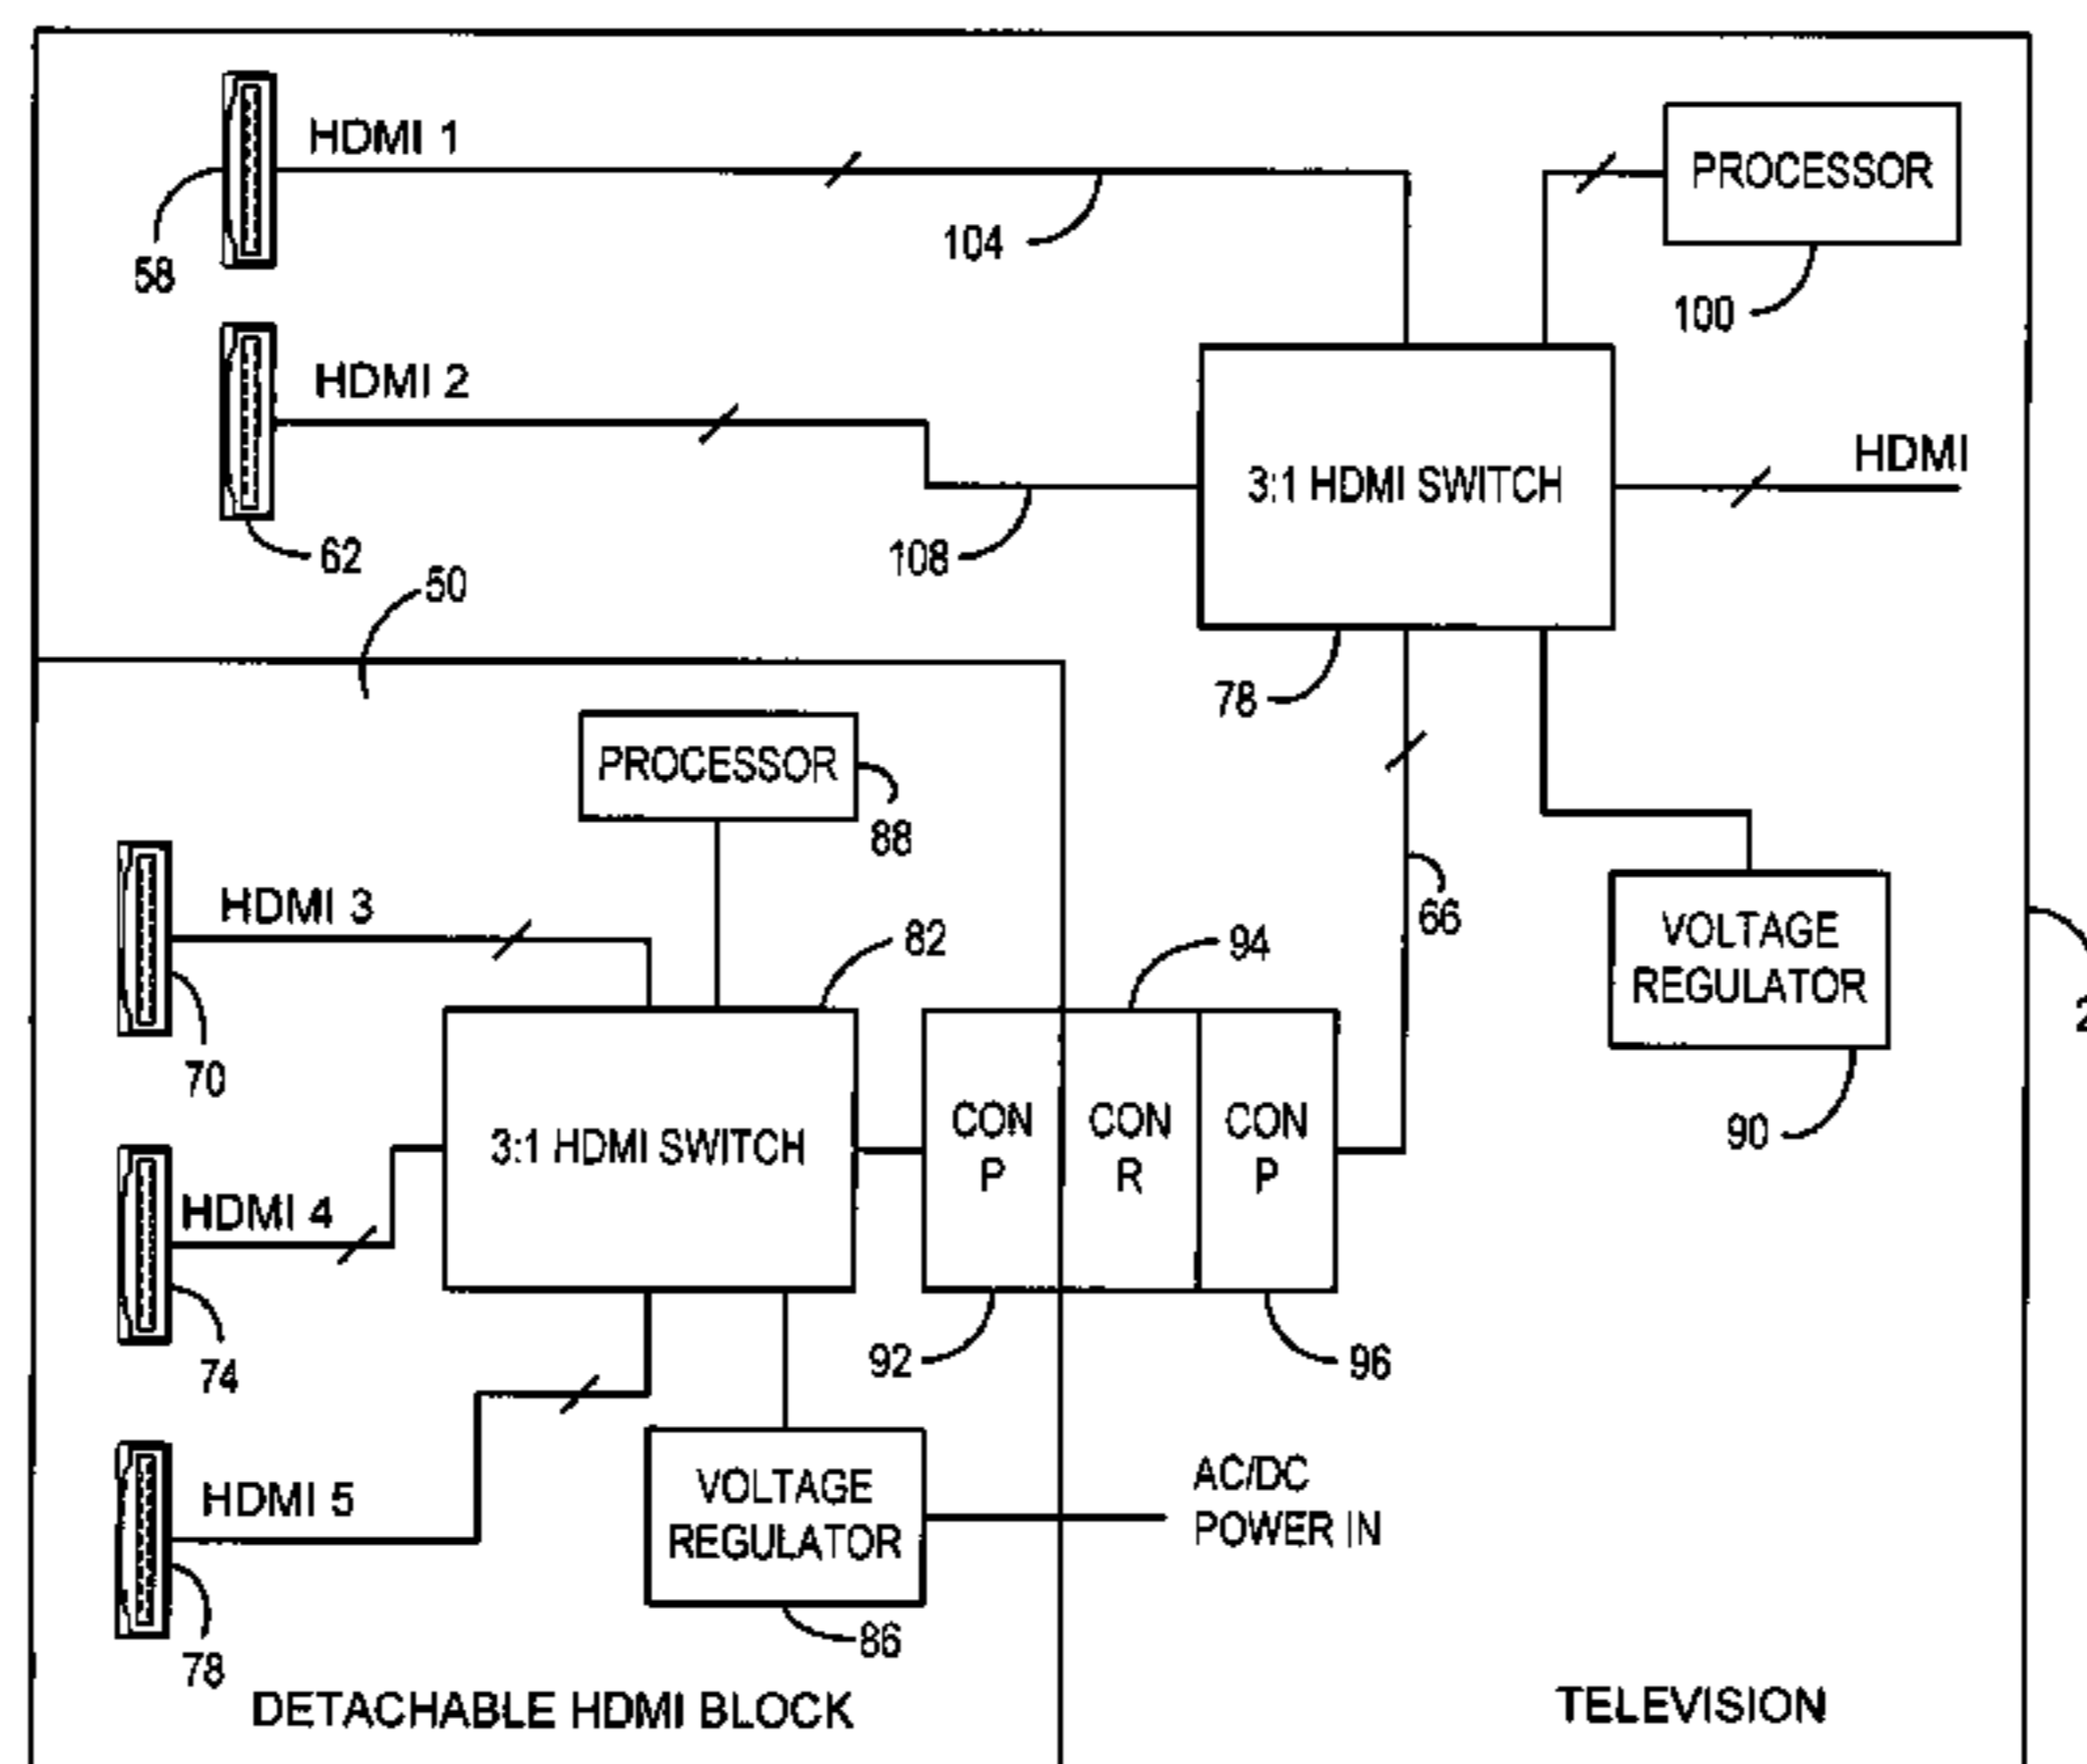 HDMI 1
58
104
PROCESSOR
100
HDMI 2
62
108
3:1 HDMI SWITCH
HDMI
78
50
PROCESSOR
88
66
VOLTAGE
REGULATOR
90
HDMI 3
70
82
94
3:1 HDMI SWITCH
CON
P
CON
R
CON
P
92
96
HDMI 4
74
HDMI 5
78
VOLTAGE
REGULATOR
86
AC/DC
POWER IN
DETACHABLE HDMI BLOCK
TELEVISION